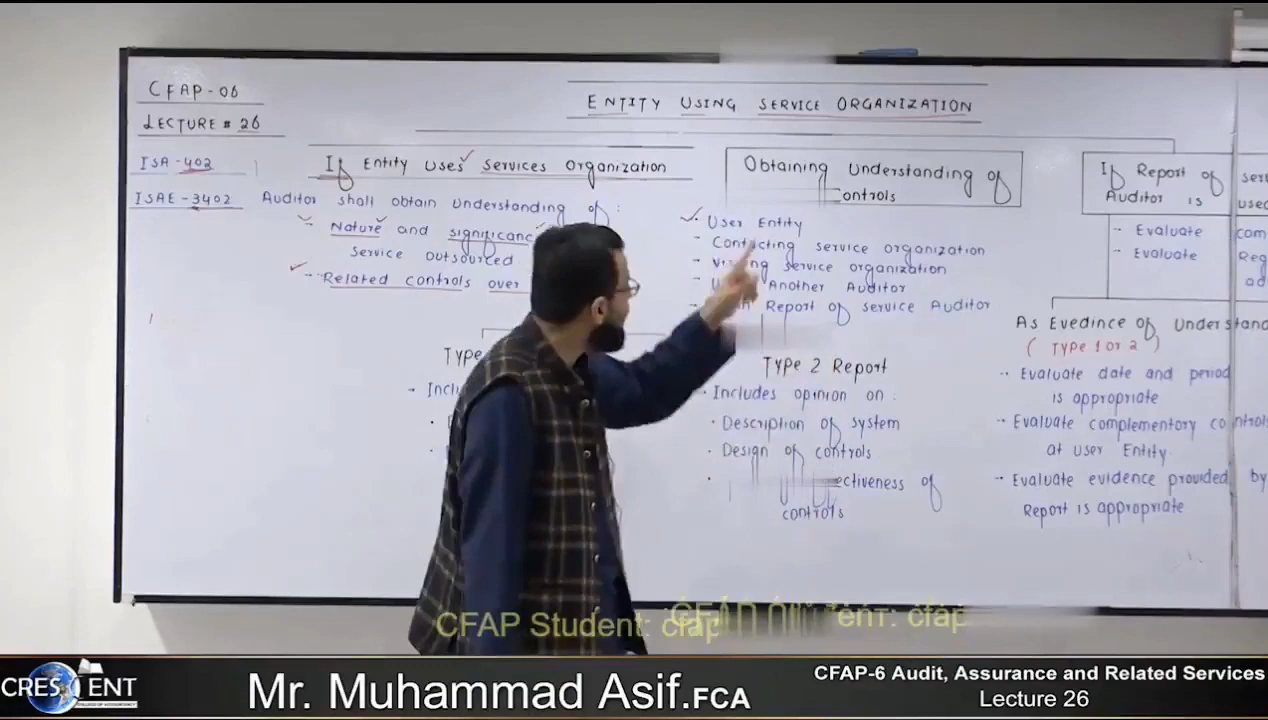 CFAP-06
LECTURE # 26
ENTITY USING SERVICE ORGANIZATION
ISA-402
ISAE-3402
If Entity Uses Services Organization
Auditor shall obtain understanding of :
Nature and
service outsourced
Related controls over
Obtaining Understanding of
controls
User Entity
Contacting service organization
service organization
Another Auditor
Report of service Auditor
If Report of
Auditor is
Evaluate
Evaluate
Type 2 Report
Includes opinion on :
Description of system
Design of controls
of
controls
As Evedince of
( Type 1 or 2 )
Evaluate date and period
is appropriate
Evaluate complementory
at user Entity
Evaluate evidence provided by
Report is appropriate
CFAP Student: cfap
CRESCENT
COLLEGE OF ACCOUNTANCY
Mr. Muhammad Asif.FCA
CFAP-6 Audit, Assurance and Related Services
Lecture 26